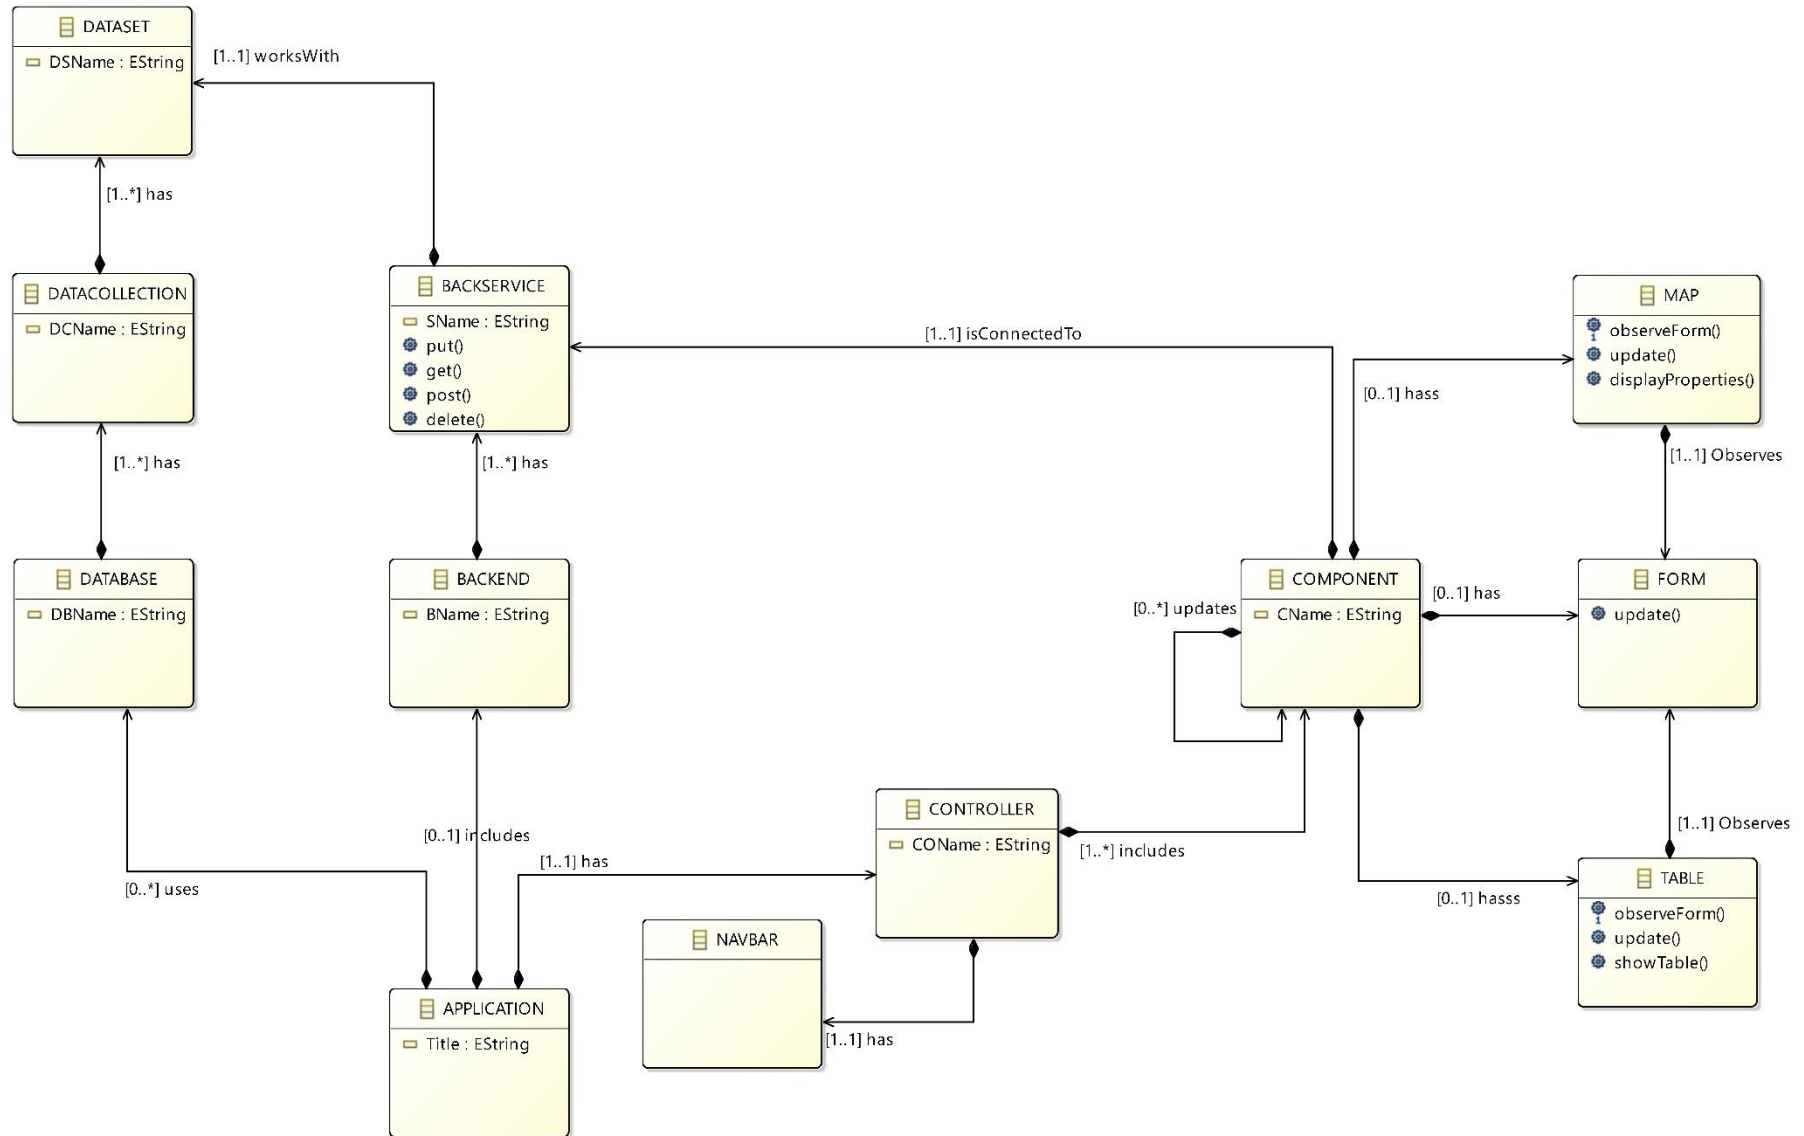 DATASET
DSName : EString
[1..1] worksWith
[1..*] has
DATACOLLECTION
DCName : EString
[1..*] has
DATABASE
DBName : EString
[0..*] uses
BACKSERVICE
SName : EString
put()
get()
post()
delete()
[1..*] has
BACKEND
BName : EString
[0..1] includes
[1..1] has
APPLICATION
Title : EString
[1..1] isConnectedTo
NAVBAR
[1..1] has
CONTROLLER
COName : EString
[1..*] includes
[0..*] updates
COMPONENT
CName : EString
[0..1] hass
[0..1] has
[0..1] hasss
MAP
observeForm()
1
update()
displayProperties()
[1..1] Observes
FORM
update()
[1..1] Observes
TABLE
observeForm()
1
update()
showTable()